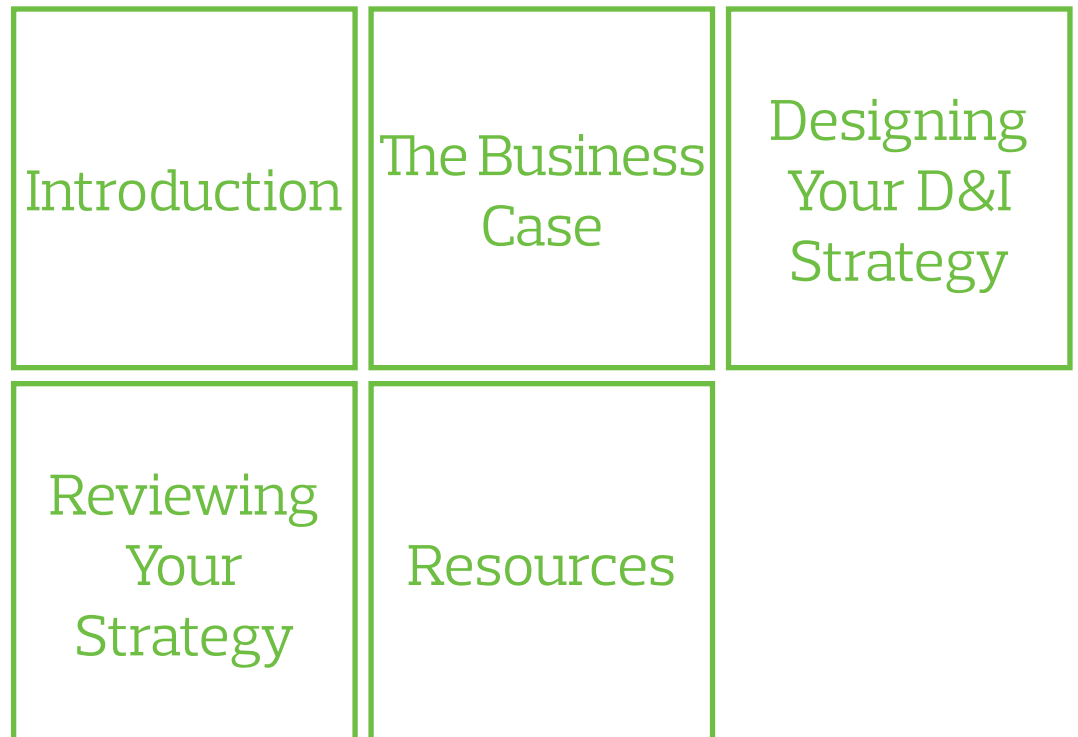 Introduction
The Business
Case
Designing
Your D&I
Strategy
Reviewing
Your
Strategy
Resources